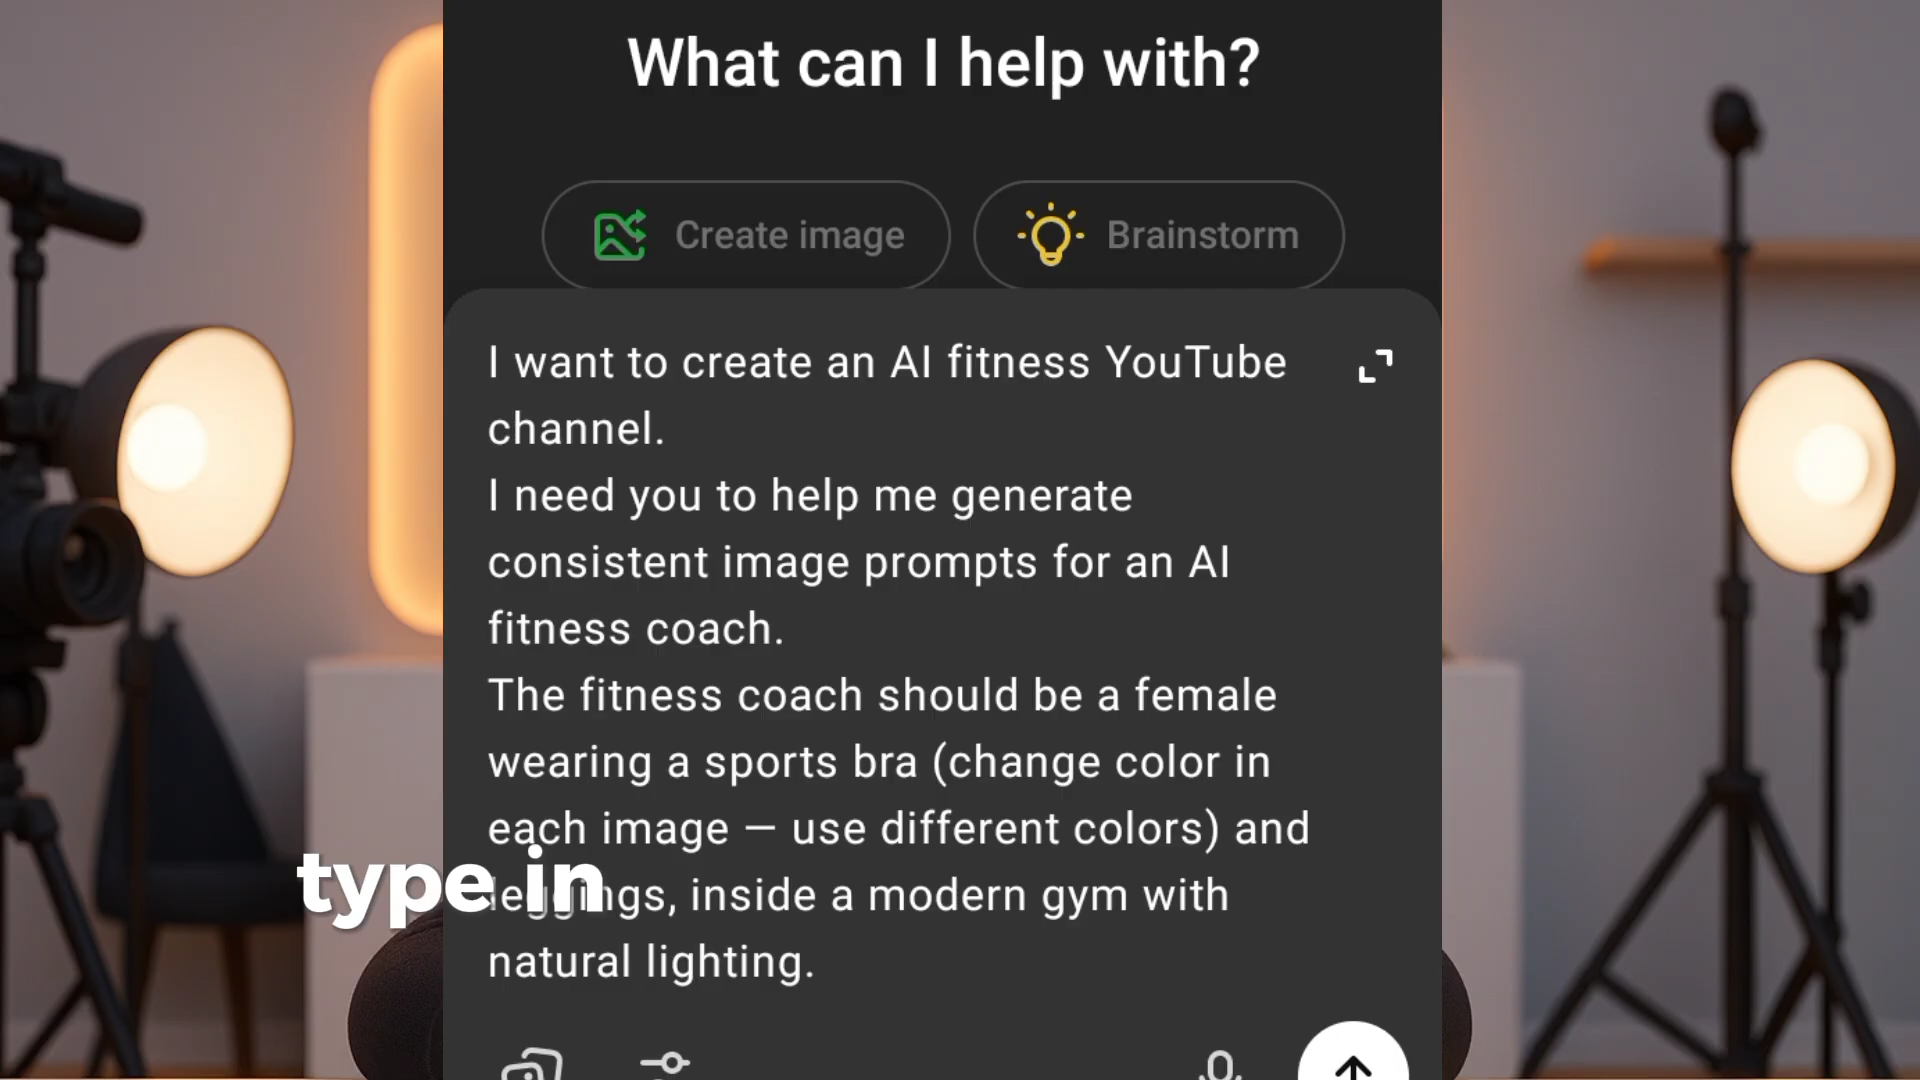 What can I help with?
Create image
Brainstorm
I want to create an AI fitness YouTube
channel.
I need you to help me generate
consistent image prompts for an AI
fitness coach.
The fitness coach should be a female
wearing a sports bra (change color in
each image — use different colors) and
leggings, inside a modern gym with
natural lighting.
type in